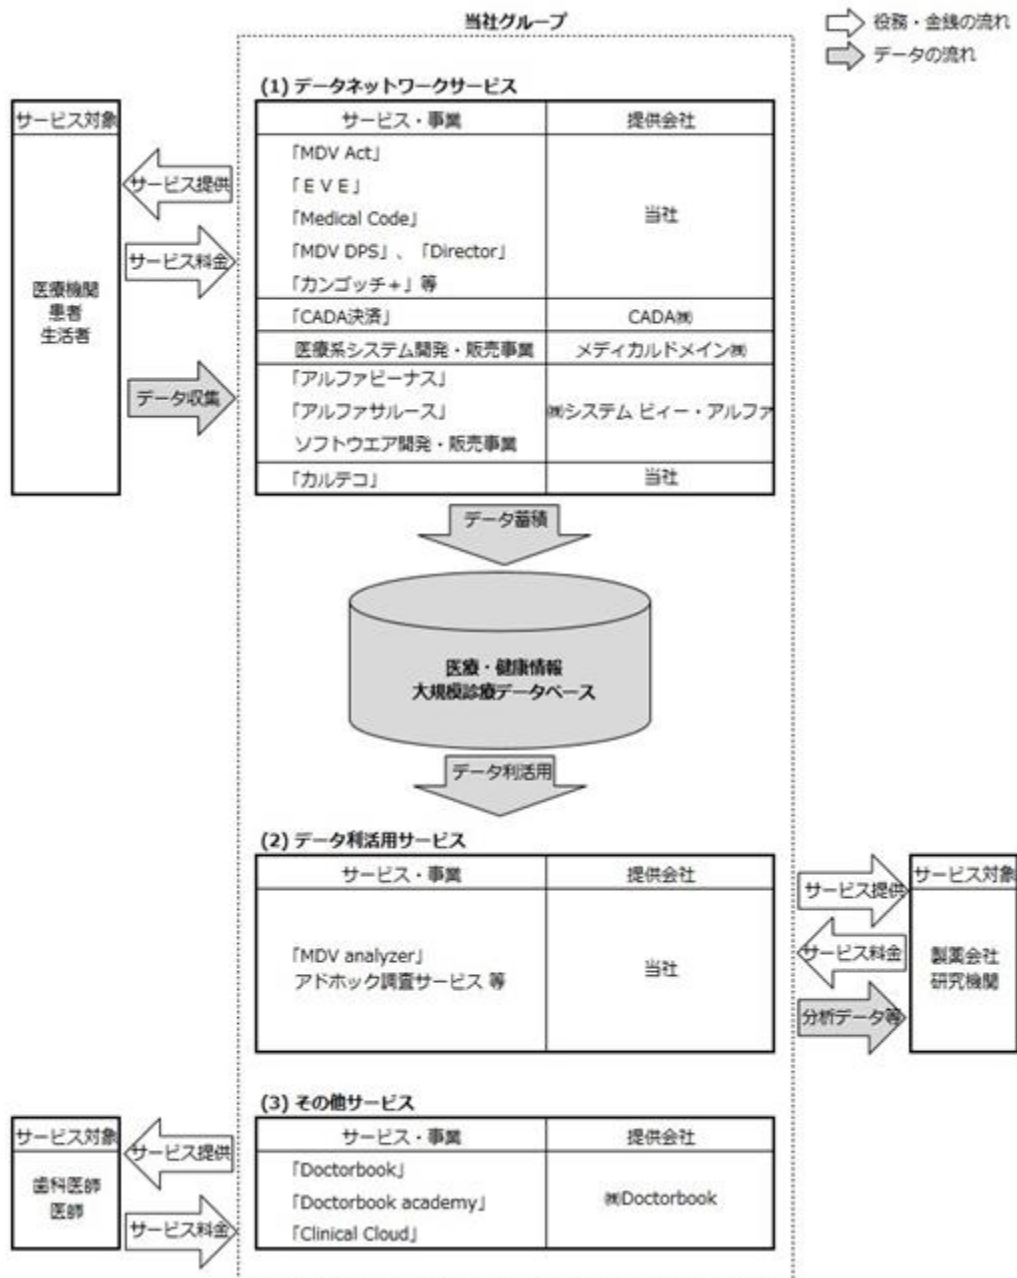 当社グループ
役務・金銭の流れ
データの流れ
(1) データネットワークサービス
サービス対象
サービス・事業
提供会社
サービス提供
サービス料金
データ収集
医療機関
患者
生活者
「MDV Act」
「ＥＶＥ」
「Medical Code」
「MDV DPS」、「Director」
「カンゴッチ+」等
当社
「CADA決済」
CADA㈱
医療系システム開発・販売事業
メディカルドメイン㈱
「アルファビーナス」
「アルファサルース」
ソフトウエア開発・販売事業
㈱システム ビィー・アルファ
「カルテコ」
当社
データ蓄積
医療・健康情報
大規模診療データベース
データ利活用
(2) データ利活用サービス
サービス・事業
提供会社
「MDV analyzer」
アドホック調査サービス 等
当社
サービス提供
サービス料金
分析データ等
サービス対象
製薬会社
研究機関
(3) その他サービス
サービス対象
歯科医師
医師
サービス提供
サービス料金
サービス・事業
提供会社
「Doctorbook」
「Doctorbook academy」
「Clinical Cloud」
㈱Doctorbook